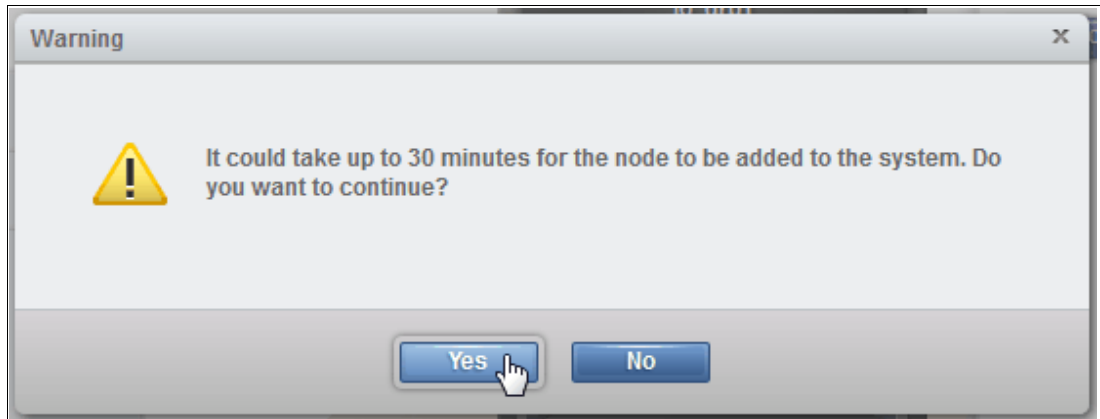 Warning
x
It could take up to 30 minutes for the node to be added to the system. Do
you want to continue?
Yes
No